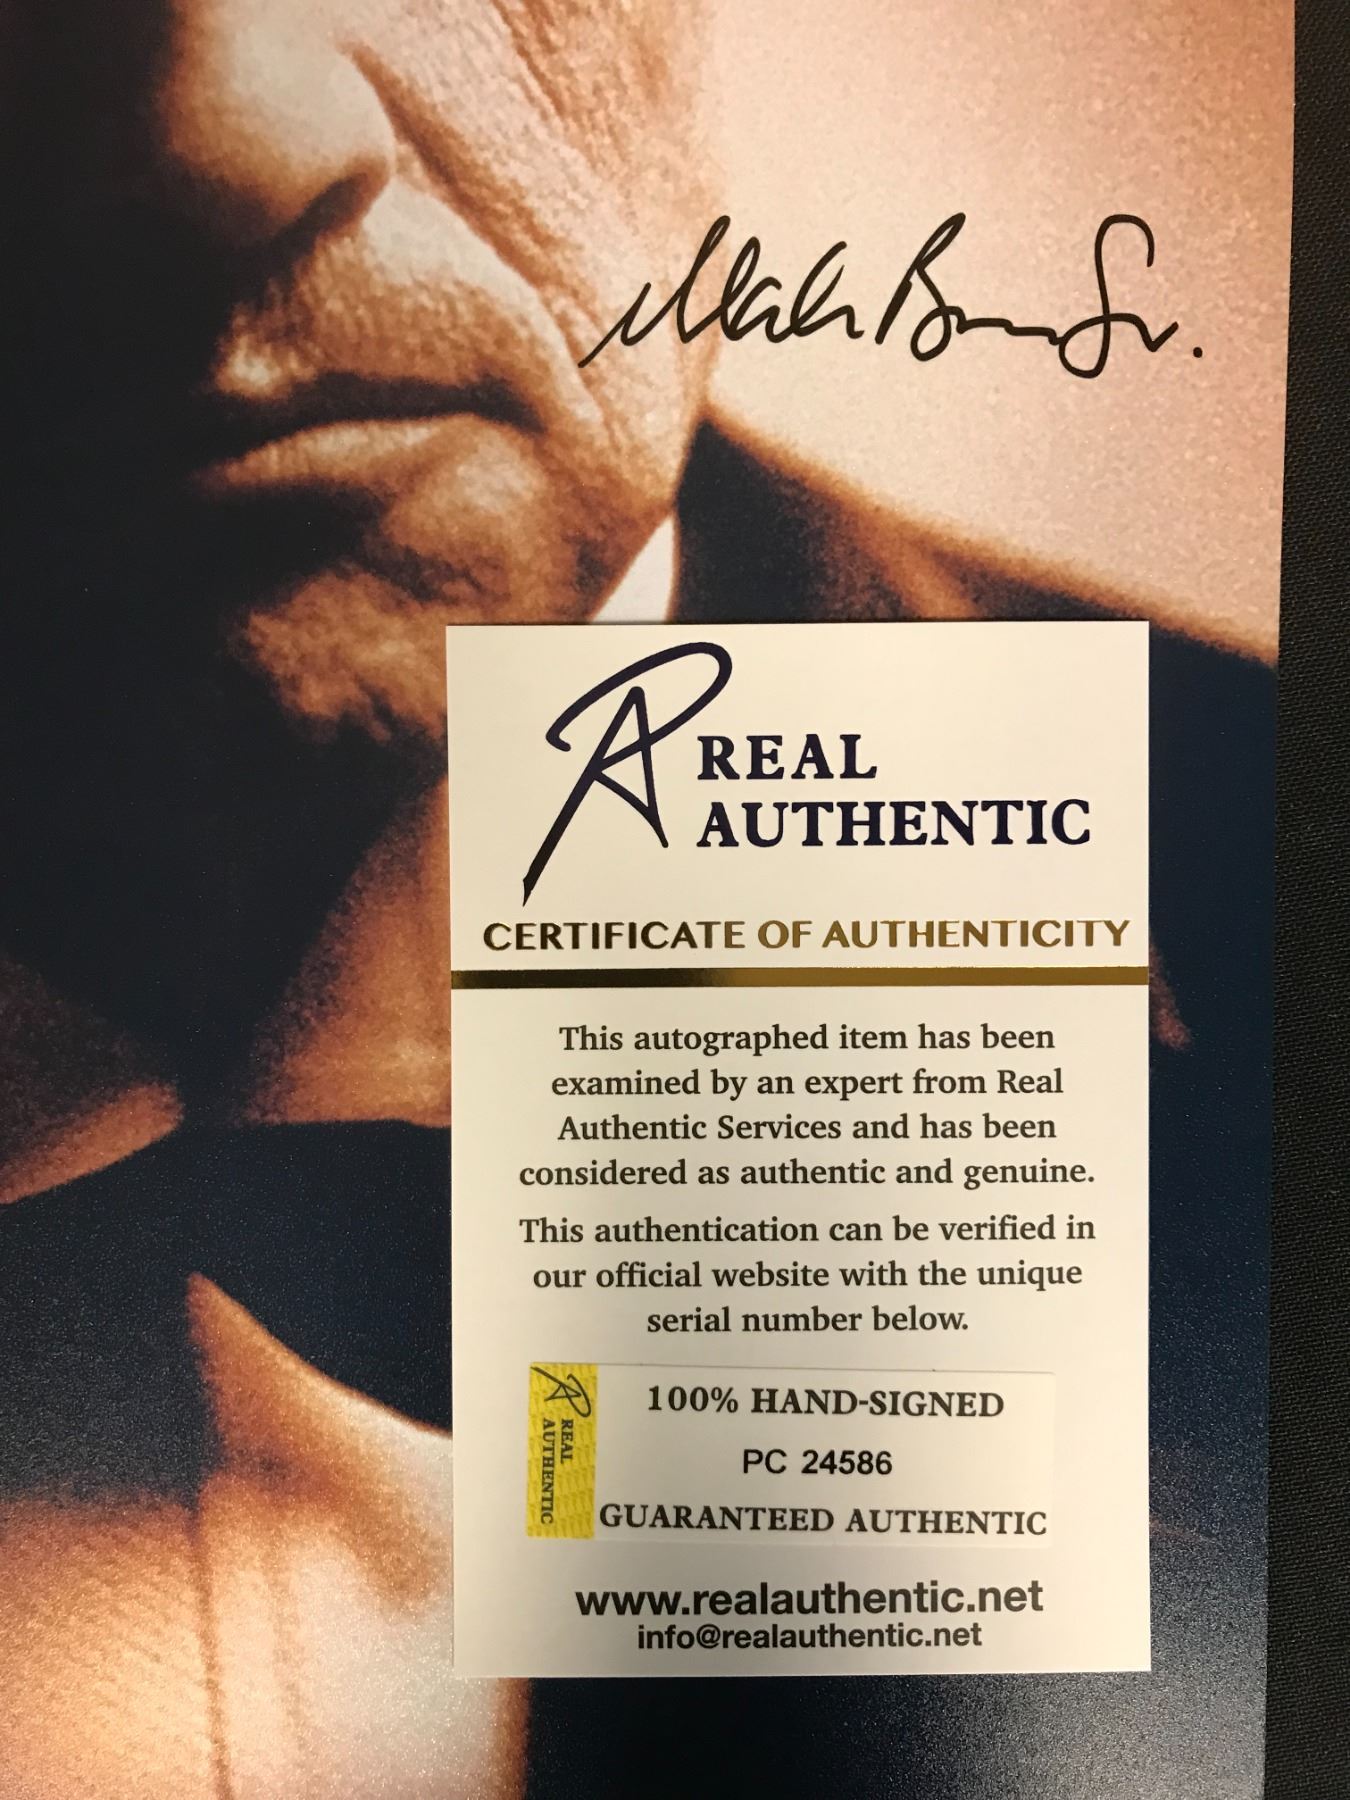 REAL
AUTHENTIC
CERTIFICATE OF AUTHENTICITY
This autographed item has been
examined by an expert from Real
Authentic Services and has been
considered as authentic and genuine.
This authentication can be verified in
our official website with the unique
serial number below.
REAL
AUTHENTIC
100% HAND-SIGNED
PC 24586
GUARANTEED AUTHENTIC
www.realauthentic.net
info@realauthentic.net